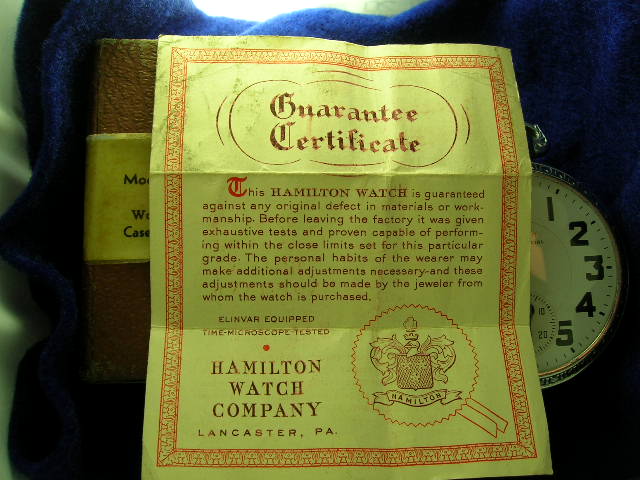 Guarantee
Certificate
This HAMILTON WATCH is guaranteed
against any original defect in materials or work-
manship. Before leaving the factory it was given
exhaustive tests and proven capable of perform-
ing within the close limits set for this particular
grade. The personal habits of the wearer may
make additional adjustments necessary-and these
adjustments should be made by the jeweler from
whom the watch is purchased.
ELINVAR EQUIPPED
TIME-MICROSCOPE TESTED
HAMILTON
WATCH
COMPANY
LANCASTER, PA.
HAMILTON
Case
1
2
3
4
5
10
20